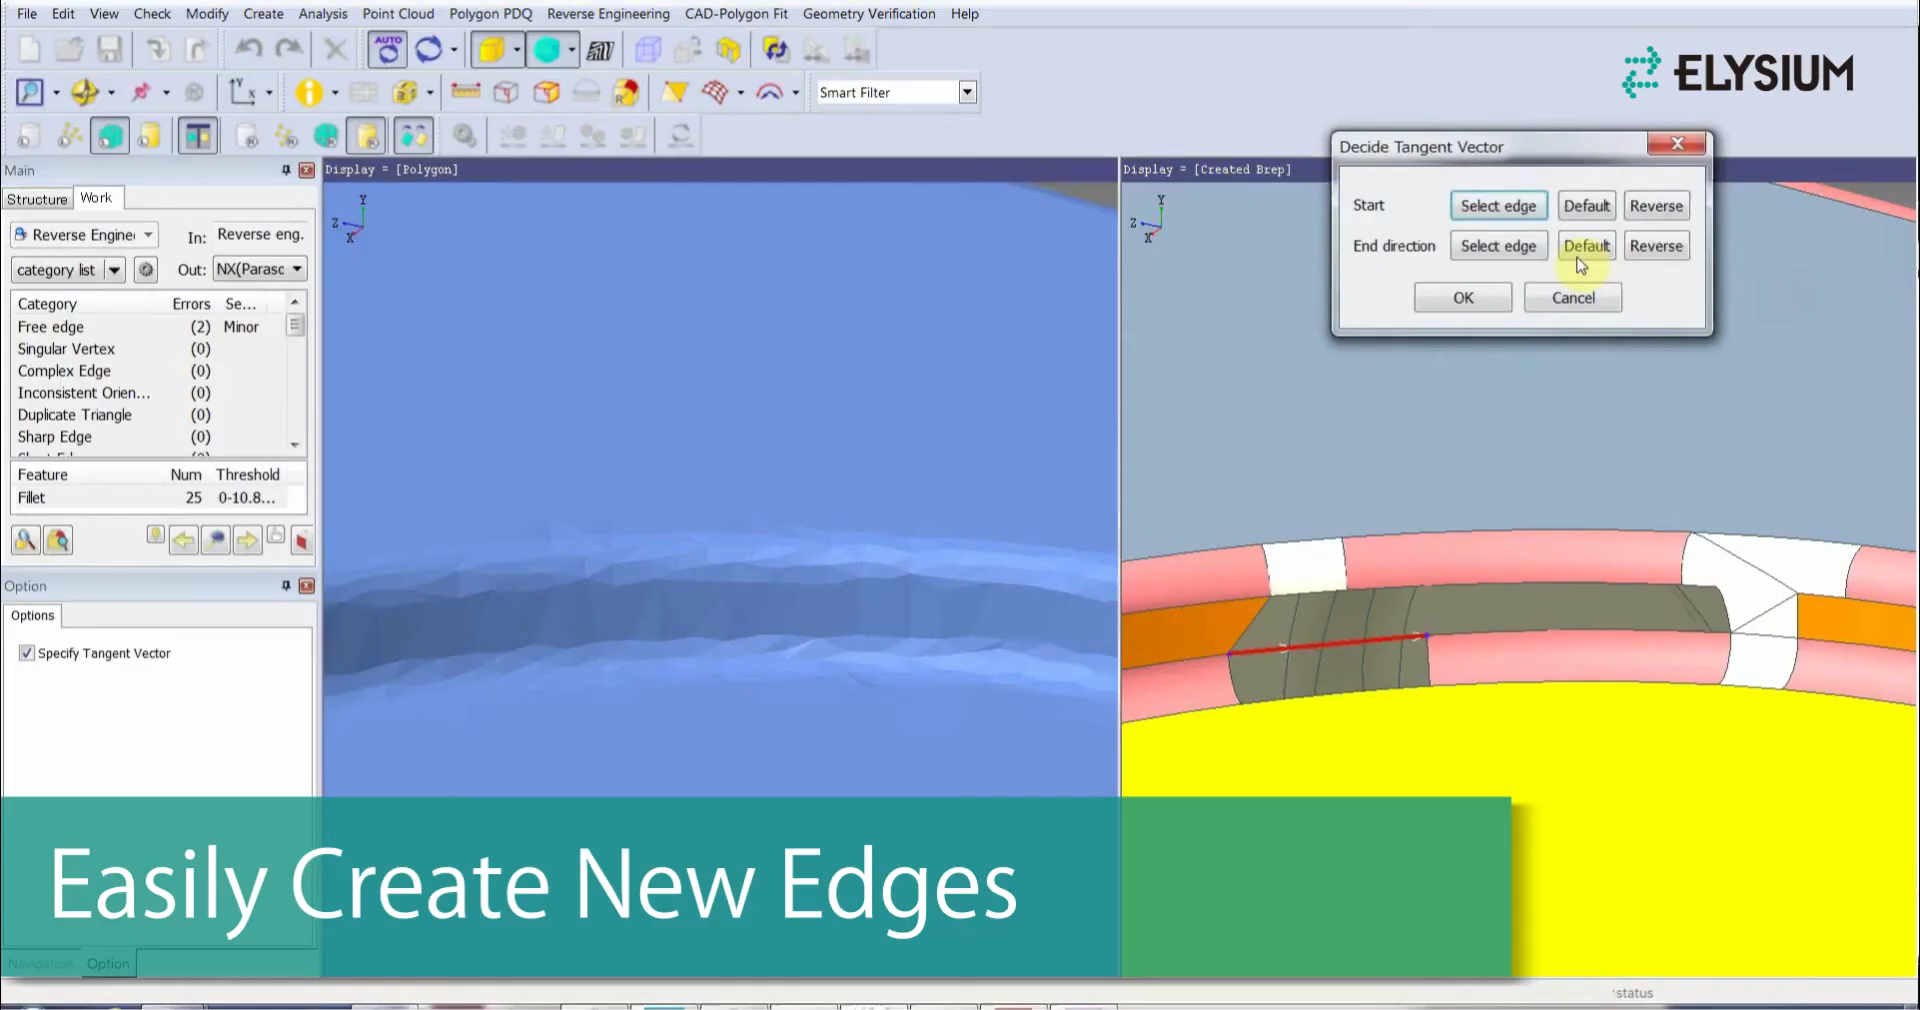 File Edit View Check Modify Create Analysis Point Cloud Polygon PDQ Reverse Engineering CAD-Polygon Fit Geometry Verification Help
AUTO
Smart Filter
ELYSIUM
Main
Structure Work
Reverse Enginee In: Reverse eng.
category list Out: NX(Parasc
Category Errors Se...
Free edge (2) Minor
Singular Vertex (0)
Complex Edge (0)
Inconsistent Orien... (0)
Duplicate Triangle (0)
Sharp Edge (0)
Feature Num Threshold
Fillet 25 0-10.8...
Option
Options
Specify Tangent Vector
Navigation Option
Display = [Polygon]
Y
Z
X
Display = [Created Brep]
Y
Z
X
Decide Tangent Vector
Start Select edge Default Reverse
End direction Select edge Default Reverse
OK Cancel
Easily Create New Edges
:status